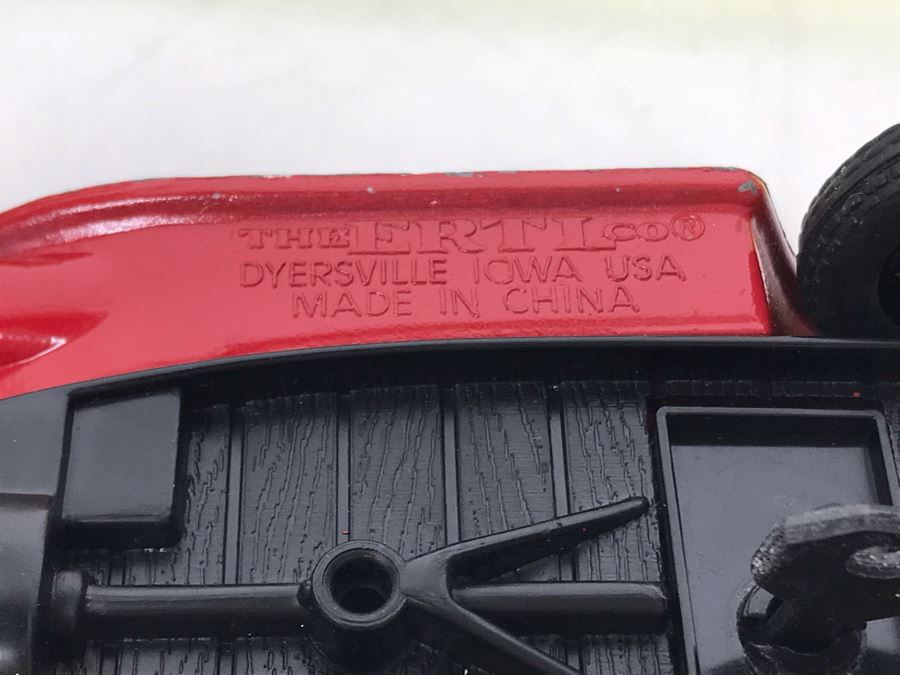 THE ERTL CO®
DYERSVILLE IOWA USA
MADE IN CHINA